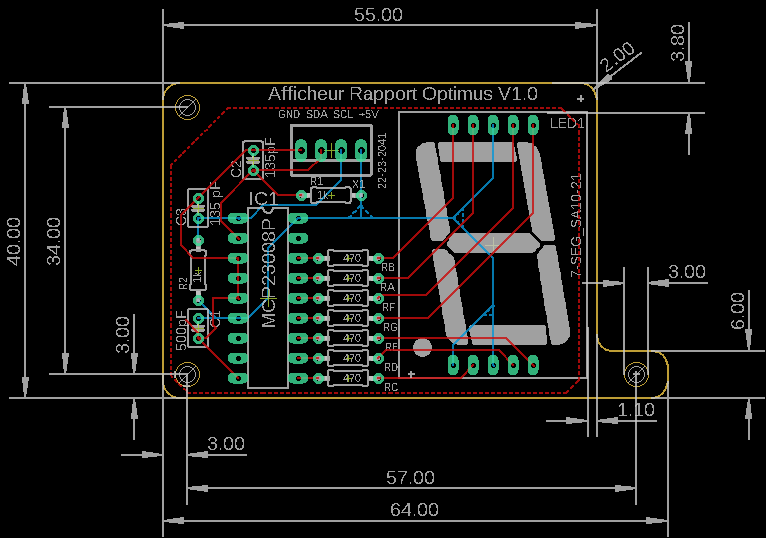 55.00
2.00
3.80
Afficheur Rapport Optimus V1.0
GND SDA SCL +5V
LED1
C2
135pF
22-23-2041
R1
1k
X1
IC1
C3
135 pF
7-SEG_SA10-21
40.00
34.00
MCP23008P
R2
1k
470
RB
470
RA
470
RF
470
RG
470
RE
470
RD
470
RC
C1
500pF
3.00
3.00
6.00
1.10
3.00
57.00
64.00